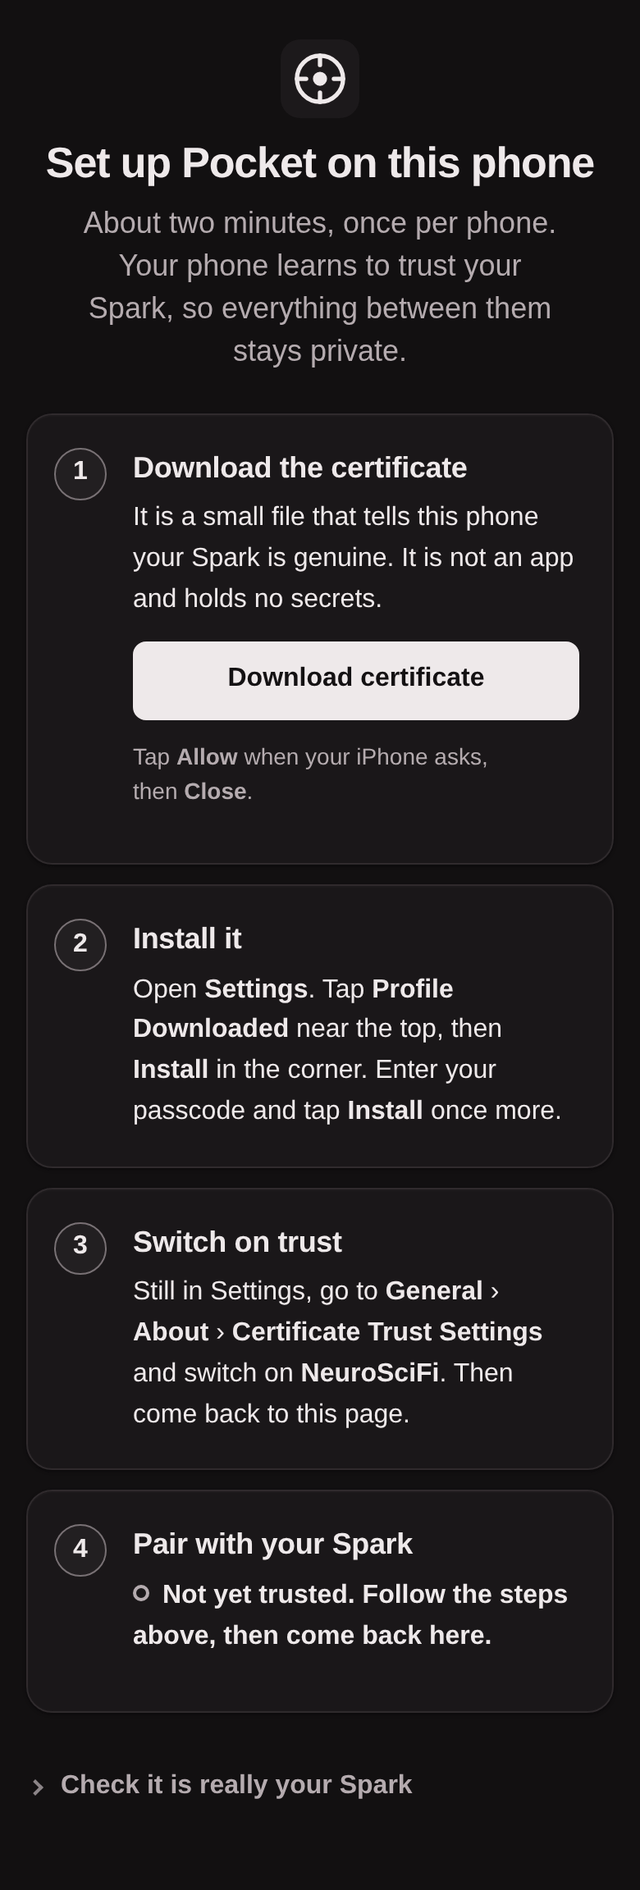 Set up Pocket on this phone
About two minutes, once per phone.
Your phone learns to trust your
Spark, so everything between them
stays private.
1
Download the certificate
It is a small file that tells this phone
your Spark is genuine. It is not an app
and holds no secrets.
Download certificate
Tap Allow when your iPhone asks,
then Close.
2
Install it
Open Settings. Tap Profile
Downloaded near the top, then
Install in the corner. Enter your
passcode and tap Install once more.
3
Switch on trust
Still in Settings, go to General ›
About › Certificate Trust Settings
and switch on NeuroSciFi. Then
come back to this page.
4
Pair with your Spark
Not yet trusted. Follow the steps
above, then come back here.
Check it is really your Spark